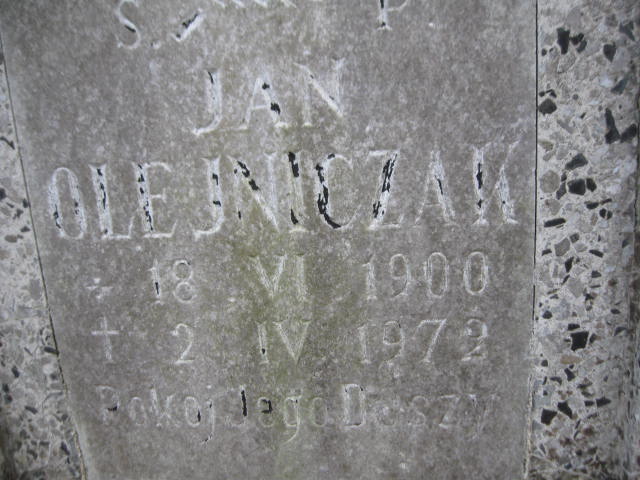 JAN
OLEJNICZAK
* 18 VI 1900
† 2 IV 1972
Pokój Jego Duszy